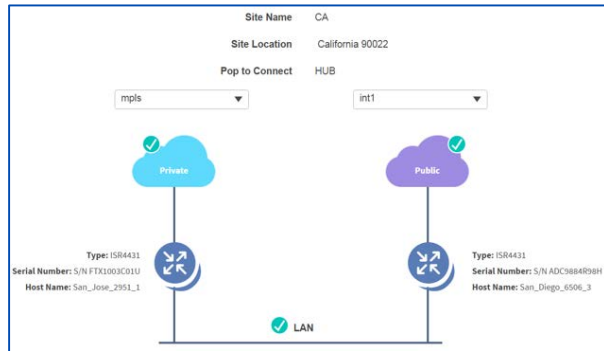 Site Name CA
Site Location California 90022
Pop to Connect HUB
mpls int1
Private Public
Type: ISR4431
Serial Number: S/N FTX1003C01U
Host Name: San_Jose_2951_1
Type: ISR4431
Serial Number: S/N ADC9884R98H
Host Name: San_Diego_6506_3
LAN